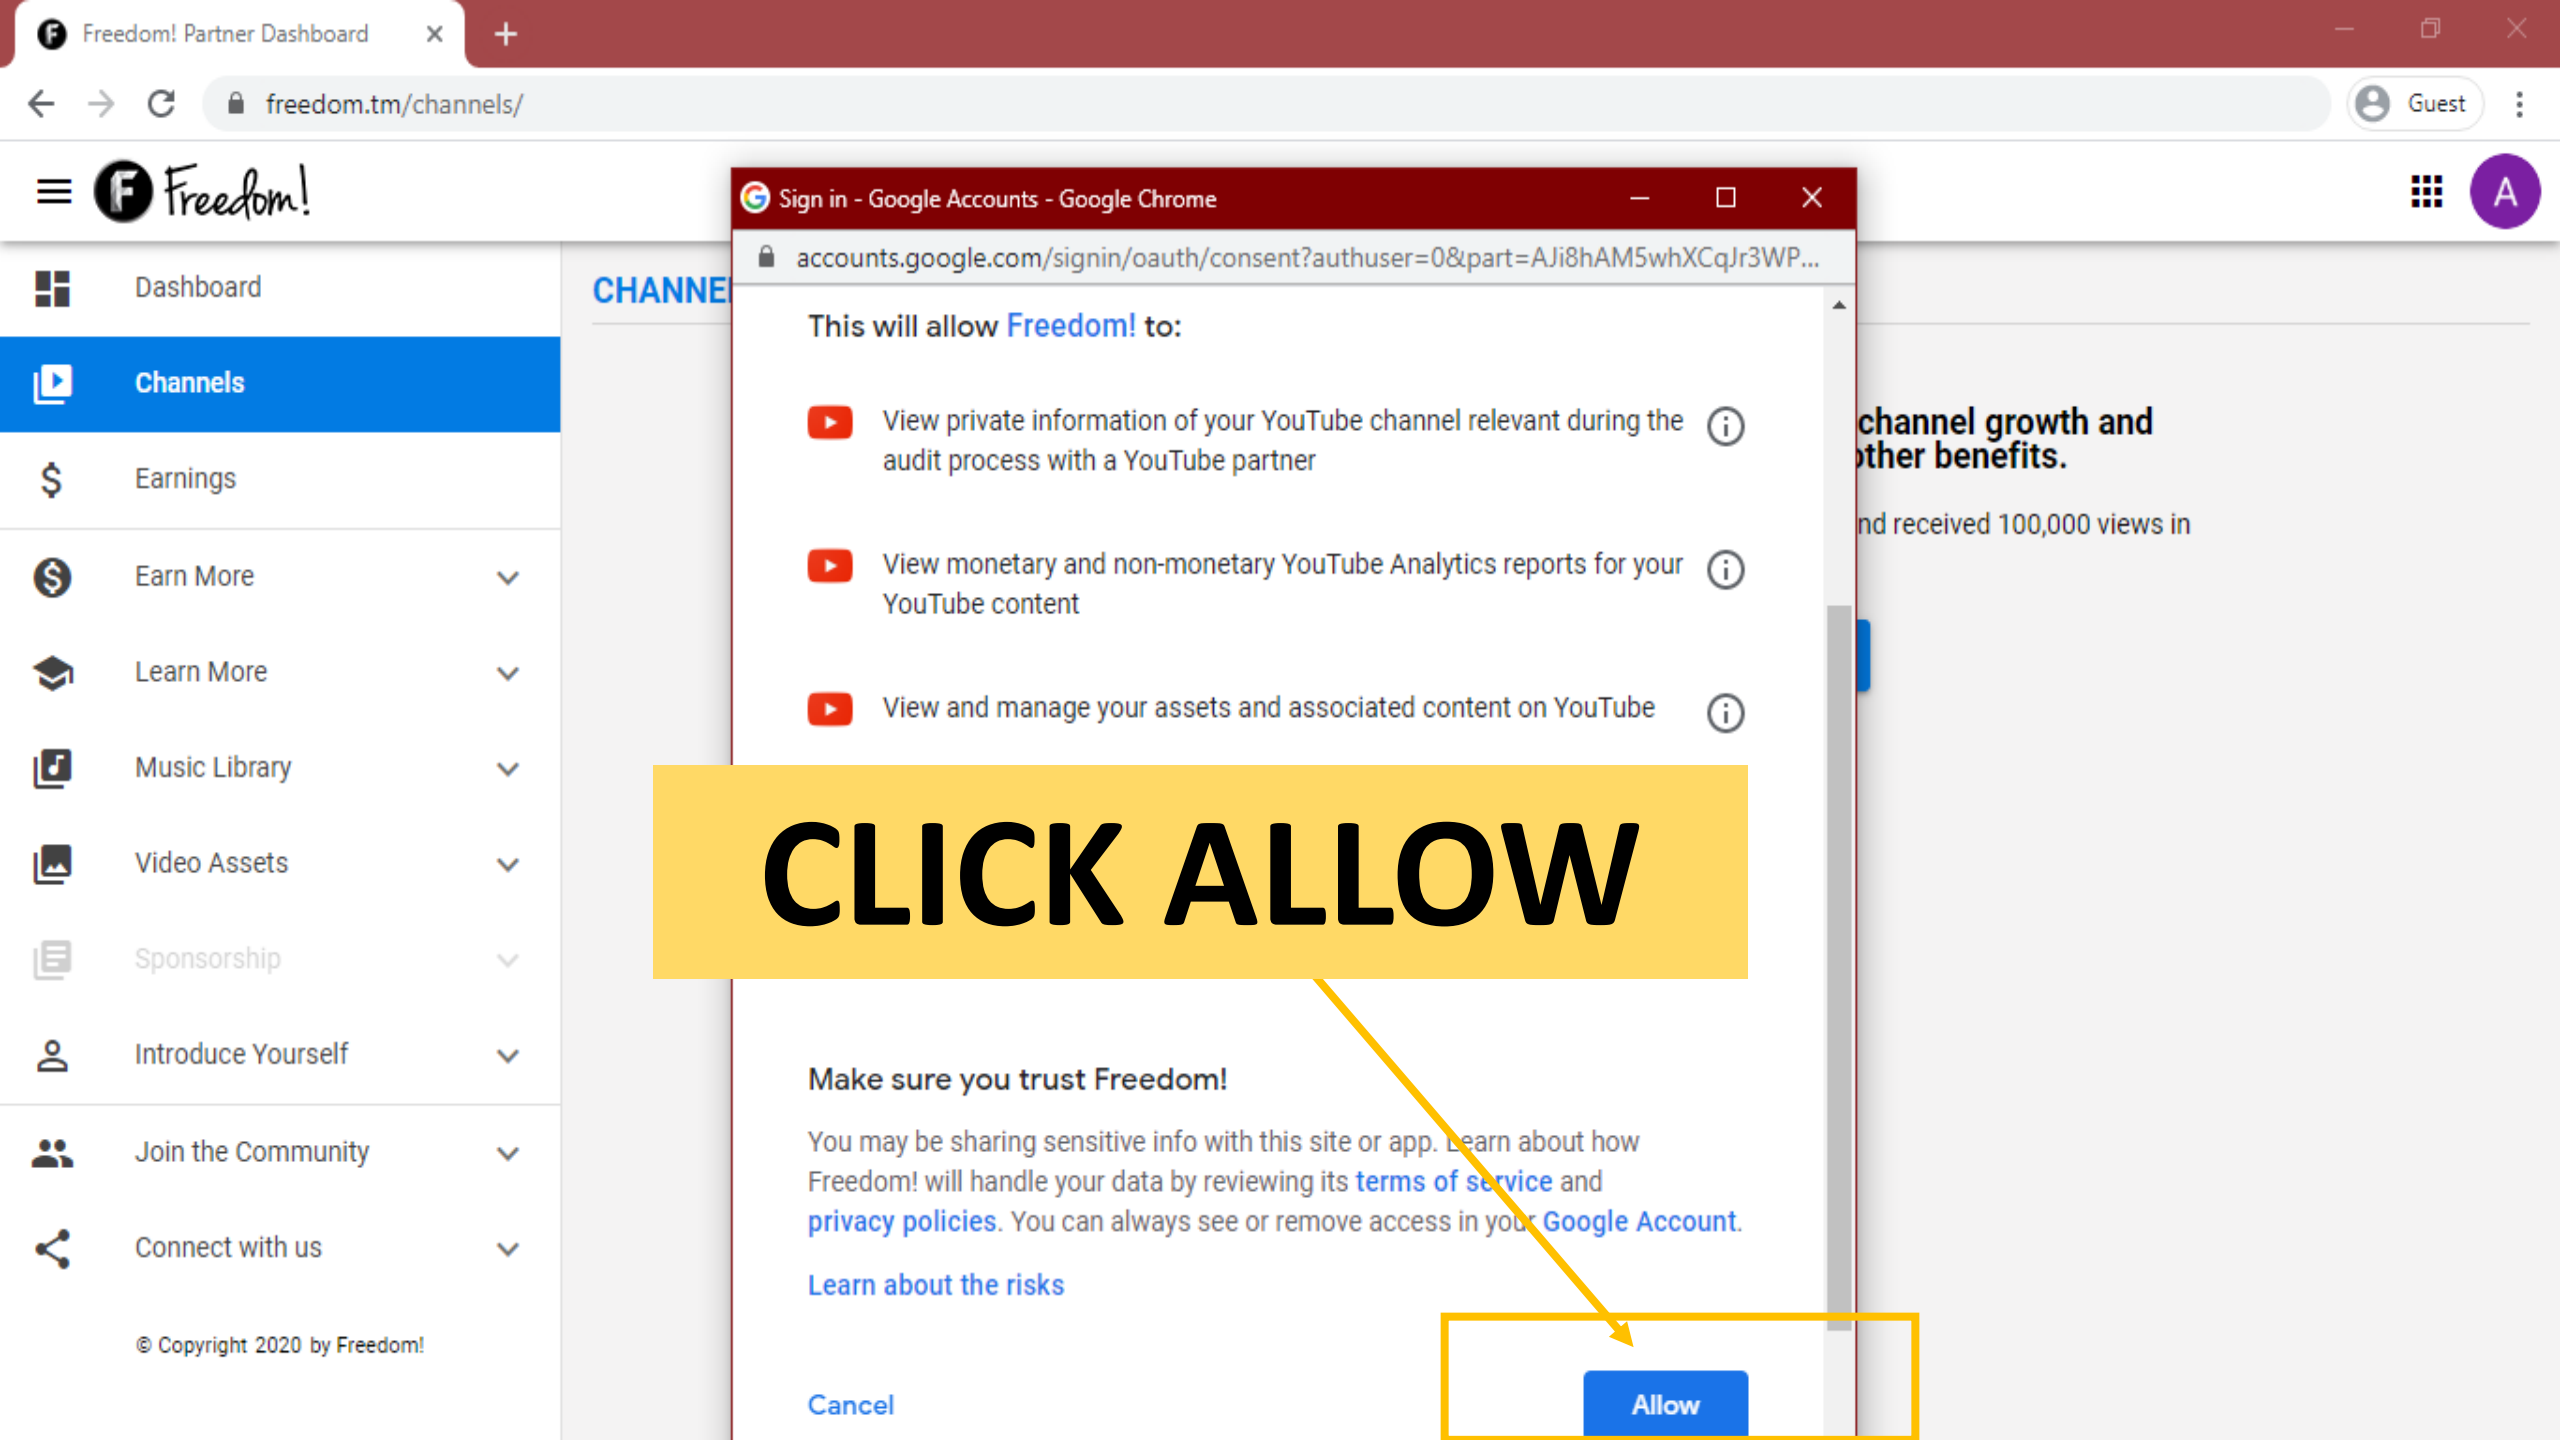 Freedom! Partner Dashboard
freedom.tm/channels/
Guest
Freedom!
A
Dashboard
Channels
Earnings
Earn More
Learn More
Music Library
Video Assets
Sponsorship
Introduce Yourself
Join the Community
Connect with us
© Copyright 2020 by Freedom!
Sign in - Google Accounts - Google Chrome
accounts.google.com/signin/oauth/consent?authuser=0&part=AJi8hAM5whXCqJr3WP...
This will allow Freedom! to:
View private information of your YouTube channel relevant during the
audit process with a YouTube partner
View monetary and non-monetary YouTube Analytics reports for your
YouTube content
View and manage your assets and associated content on YouTube
CLICK ALLOW
Make sure you trust Freedom!
You may be sharing sensitive info with this site or app. Learn about how
Freedom! will handle your data by reviewing its terms of service and
privacy policies. You can always see or remove access in your Google Account.
Learn about the risks
Cancel
Allow
channel growth and
other benefits.
received 100,000 views in